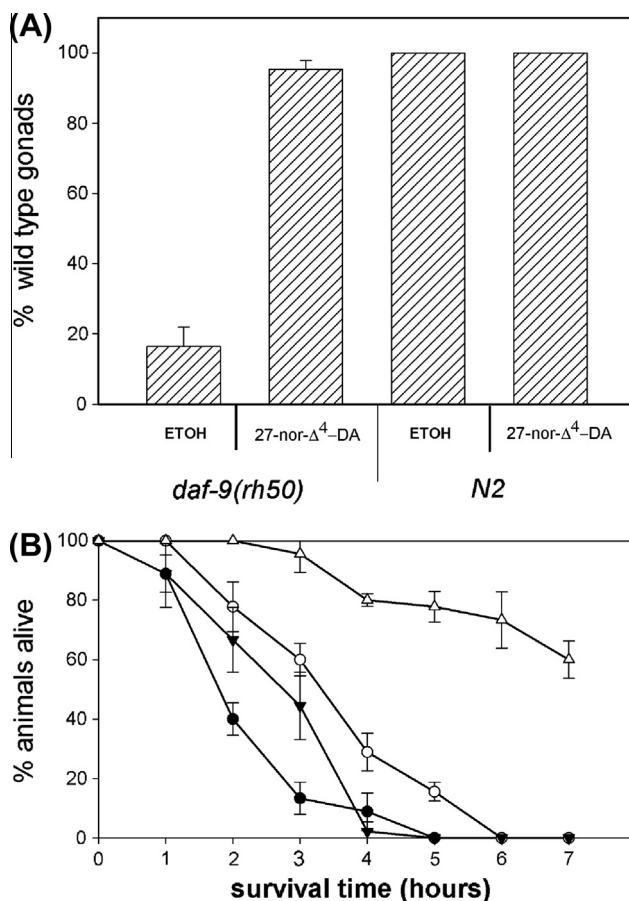 (A)
% wild type gonads
100
80
60
40
20
0
ETOH 27-nor-Δ⁴–DA ETOH 27-nor-Δ⁴–DA
daf-9(rh50) N2
(B)
% animals alive
100
80
60
40
20
0
0 1 2 3 4 5 6 7
survival time (hours)